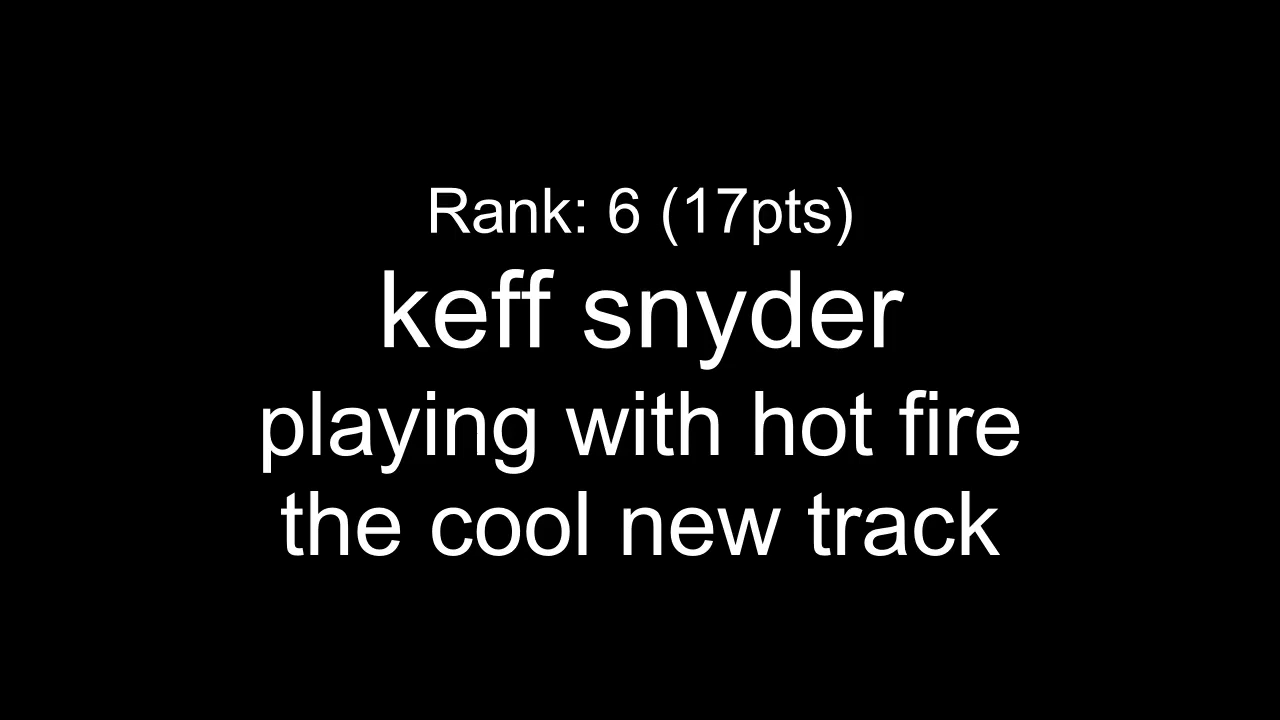 Rank: 6 (17pts)
keff snyder
playing with hot fire
the cool new track